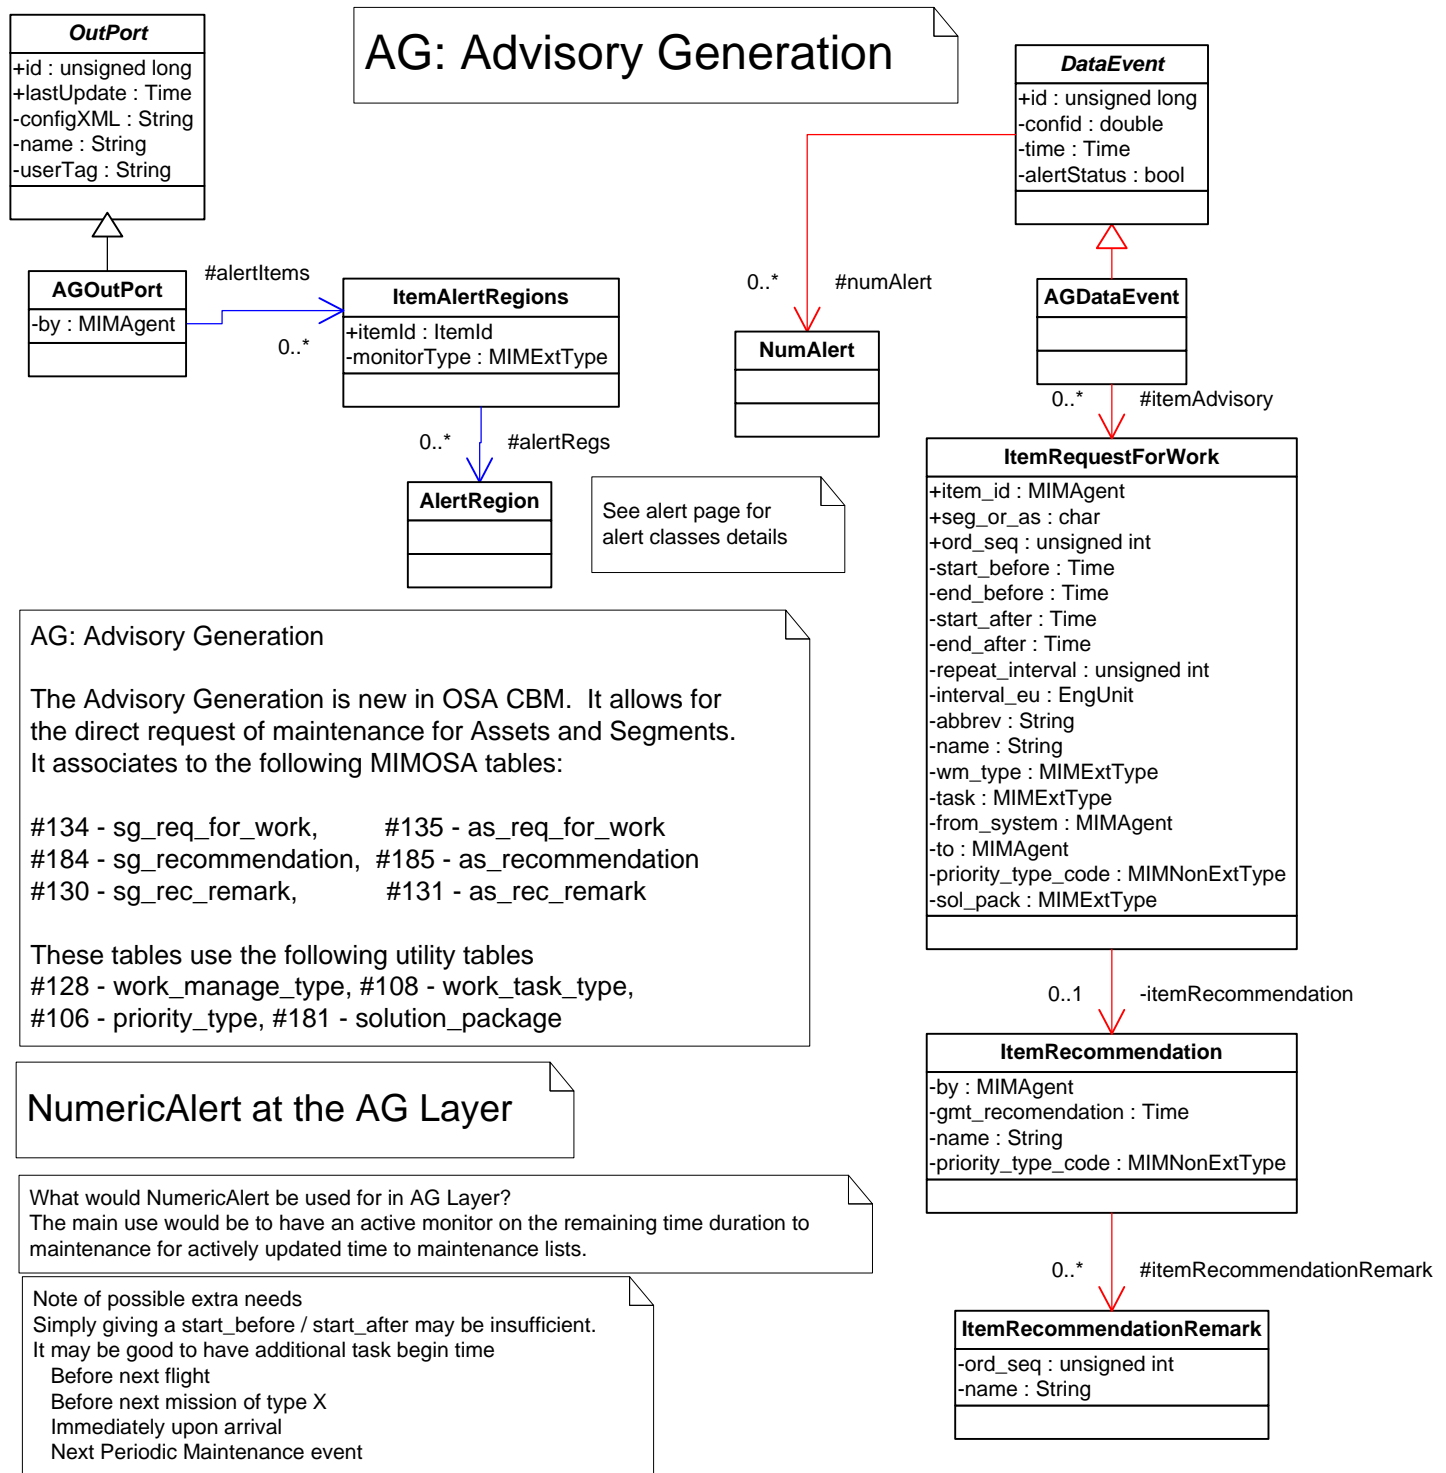 AG: Advisory Generation
OutPort
+id : unsigned long
+lastUpdate : Time
-configXML : String
-name : String
-userTag : String
AGOutPort
-by : MIMAgent
#alertItems
0..*
ItemAlertRegions
+itemId : ItemId
-monitorType : MIMExtType
0..*
#alertRegs
AlertRegion
See alert page for
alert classes details
DataEvent
+id : unsigned long
-confid : double
-time : Time
-alertStatus : bool
0..*
#numAlert
NumAlert
AGDataEvent
0..*
#itemAdvisory
ItemRequestForWork
+item_id : MIMAgent
+seg_or_as : char
+ord_seq : unsigned int
-start_before : Time
-end_before : Time
-start_after : Time
-end_after : Time
-repeat_interval : unsigned int
-interval_eu : EngUnit
-abbrev : String
-name : String
-wm_type : MIMExtType
-task : MIMExtType
-from_system : MIMAgent
-to : MIMAgent
-priority_type_code : MIMNonExtType
-sol_pack : MIMExtType
0..1
-itemRecommendation
ItemRecommendation
-by : MIMAgent
-gmt_recomendation : Time
-name : String
-priority_type_code : MIMNonExtType
0..*
#itemRecommendationRemark
ItemRecommendationRemark
-ord_seq : unsigned int
-name : String
AG: Advisory Generation
The Advisory Generation is new in OSA CBM. It allows for
the direct request of maintenance for Assets and Segments.
It associates to the following MIMOSA tables:
#134 - sg_req_for_work, #135 - as_req_for_work
#184 - sg_recommendation, #185 - as_recommendation
#130 - sg_rec_remark, #131 - as_rec_remark
These tables use the following utility tables
#128 - work_manage_type, #108 - work_task_type,
#106 - priority_type, #181 - solution_package
NumericAlert at the AG Layer
What would NumericAlert be used for in AG Layer?
The main use would be to have an active monitor on the remaining time duration to
maintenance for actively updated time to maintenance lists.
Note of possible extra needs
Simply giving a start_before / start_after may be insufficient.
It may be good to have additional task begin time
Before next flight
Before next mission of type X
Immediately upon arrival
Next Periodic Maintenance event